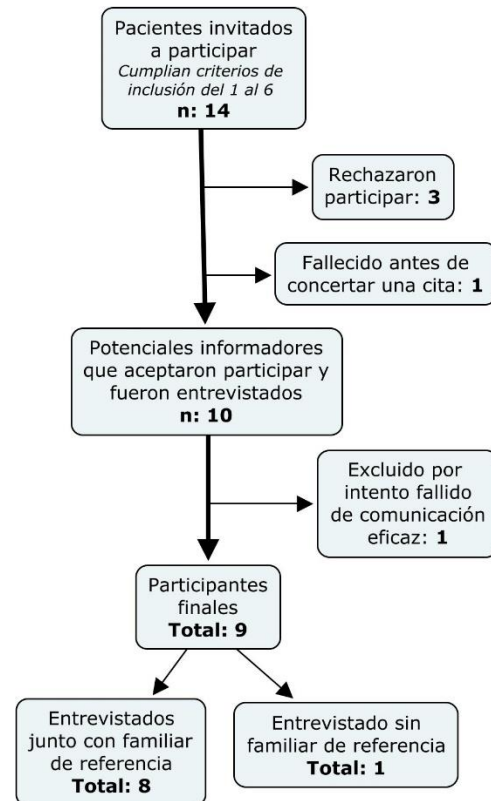 Pacientes invitados
a participar
Cumplian criterios de
inclusión del 1 al 6
n: 14
Rechazaron
participar: 3
Fallecido antes de
concertar una cita: 1
Potenciales informadores
que aceptaron participar y
fueron entrevistados
n: 10
Excluido por
intento fallido
de comunicación
eficaz: 1
Participantes
finales
Total: 9
Entrevistados
junto con familiar
de referencia
Total: 8
Entrevistado sin
familiar de referencia
Total: 1